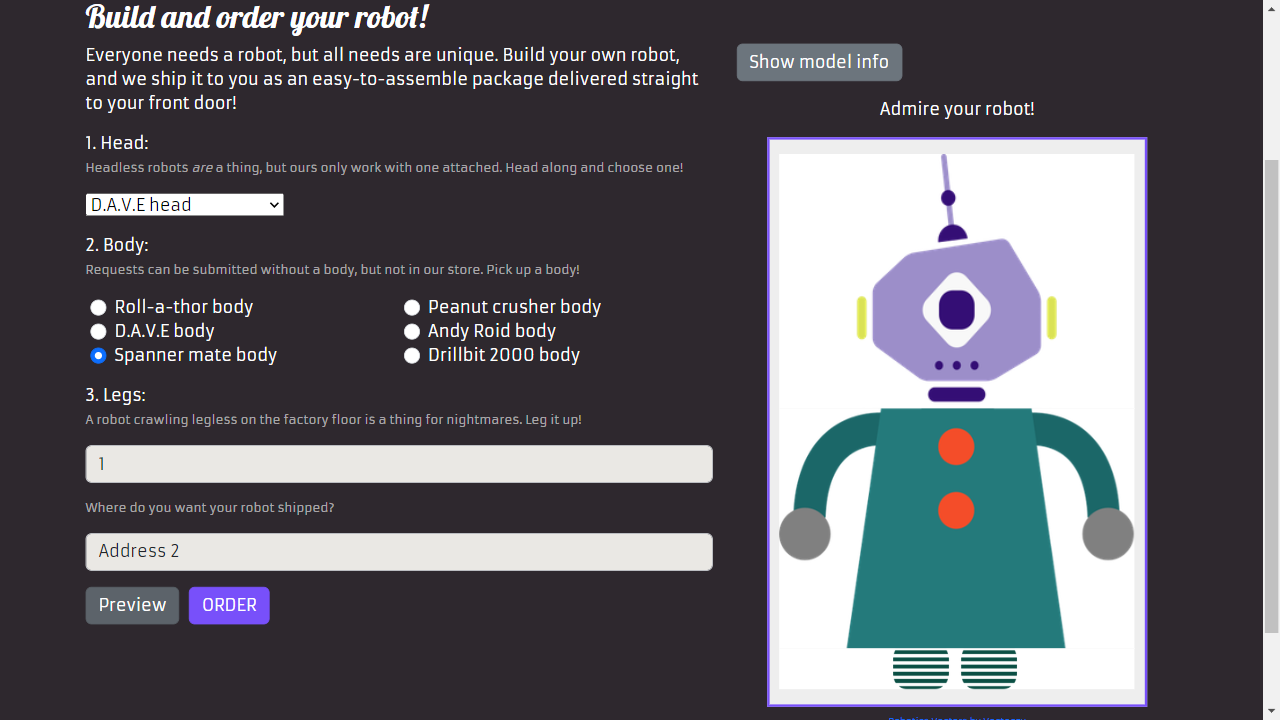 Build and order your robot!
Everyone needs a robot, but all needs are unique. Build your own robot,
and we ship it to you as an easy-to-assemble package delivered straight
to your front door!
1. Head:
Headless robots are a thing, but ours only work with one attached. Head along and choose one!
D.A.V.E head
2. Body:
Requests can be submitted without a body, but not in our store. Pick up a body!
Roll-a-thor body
Peanut crusher body
D.A.V.E body
Andy Roid body
Spanner mate body
Drillbit 2000 body
3. Legs:
A robot crawling legless on the factory floor is a thing for nightmares. Leg it up!
1
Where do you want your robot shipped?
Address 2
Preview
ORDER
Show model info
Admire your robot!